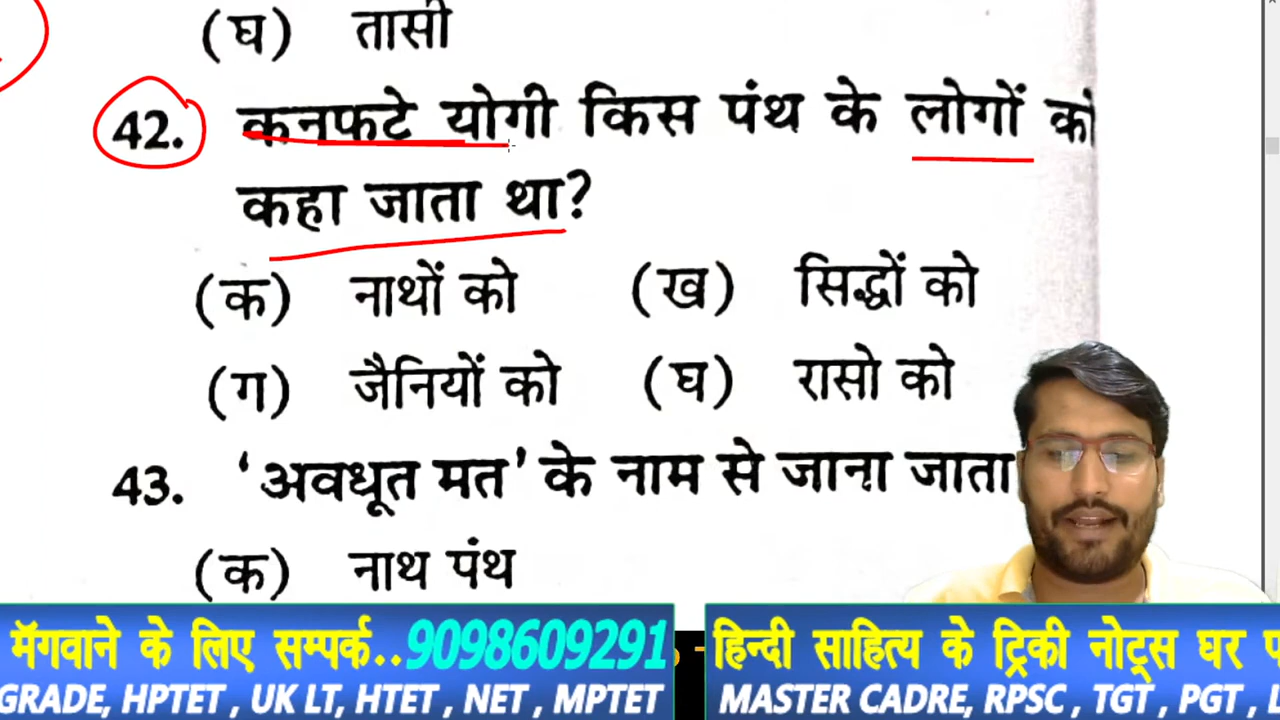 (घ) तासी
42. कनफटे योगी किस पंथ के लोगों को
कहा जाता था?
(क) नाथों को (ख) सिद्धों को
(ग) जैनियों को (घ) रासो को
43. 'अवधूत मत' के नाम से जाना जाता
(क) नाथ पंथ
मॅगवाने के लिए सम्पर्क..9098609291 हिन्दी साहित्य के ट्रिकी नोट्स घर
GRADE, HPTET , UK LT, HTET , NET , MPTET MASTER CADRE, RPSC , TGT , PGT ,